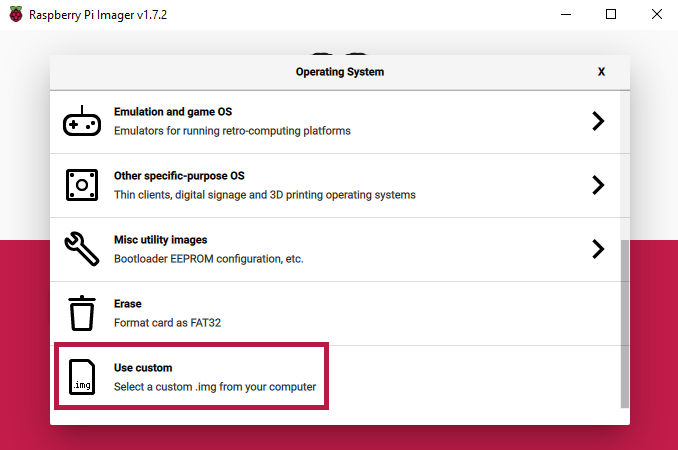 Raspberry Pi Imager v1.7.2
Operating System
X
Emulation and game OS
Emulators for running retro-computing platforms
Other specific-purpose OS
Thin clients, digital signage and 3D printing operating systems
Misc utility images
Bootloader EEPROM configuration, etc.
Erase
Format card as FAT32
.img
Use custom
Select a custom .img from your computer